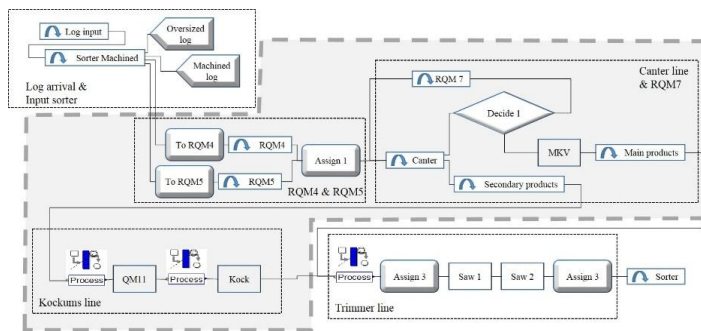 Log input
Sorter Machined
Oversized
log
Machined
log
Log arrival &
Input sorter
To RQM4
RQM4
To RQM5
RQM5
Assign 1
RQM4 & RQM5
RQM 7
Canter line
& RQM7
Decide 1
Canter
MKV
Main products
Secondary products
Process
QM11
Process
Kock
Kockums line
Process
Assign 3
Saw 1
Saw 2
Assign 3
Sorter
Trimmer line